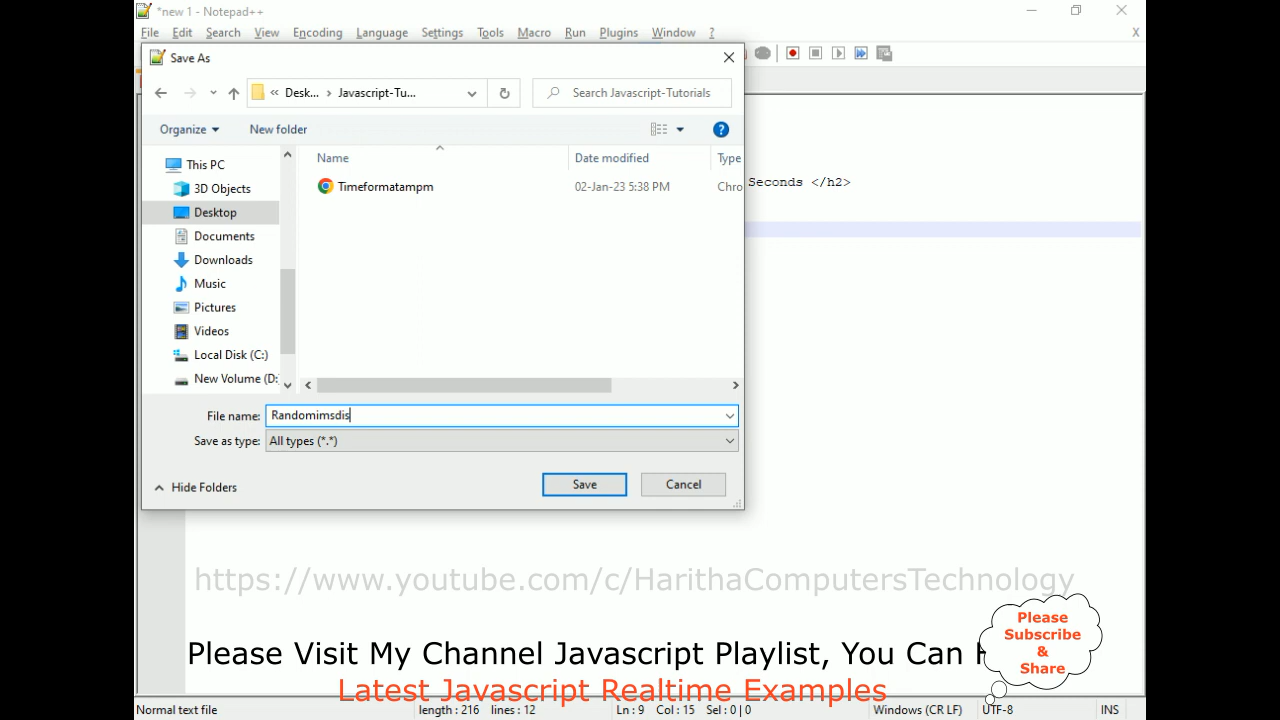 *new 1 - Notepad++
File Edit Search View Encoding Language Settings Tools Macro Run Plugins Window ? X
Save As
« Desk... › Javascript-Tu...
Search Javascript-Tutorials
Organize
New folder
Name Date modified Type
This PC
3D Objects
Desktop
Documents
Downloads
Music
Pictures
Videos
Local Disk (C:)
New Volume (D:
Timeformatampm 02-Jan-23 5:38 PM Chro
Seconds </h2>
File name: Randomimsdis
Save as type: All types (*.*)
Hide Folders
Save
Cancel
https://www.youtube.com/c/HarithaComputersTechnology
Please Visit My Channel Javascript Playlist, You Can
Latest Javascript Realtime Examples
Please
Subscribe
&
Share
Normal text file length : 216 lines : 12 Ln : 9 Col : 15 Sel : 0 | 0 Windows (CR LF) UTF-8 INS